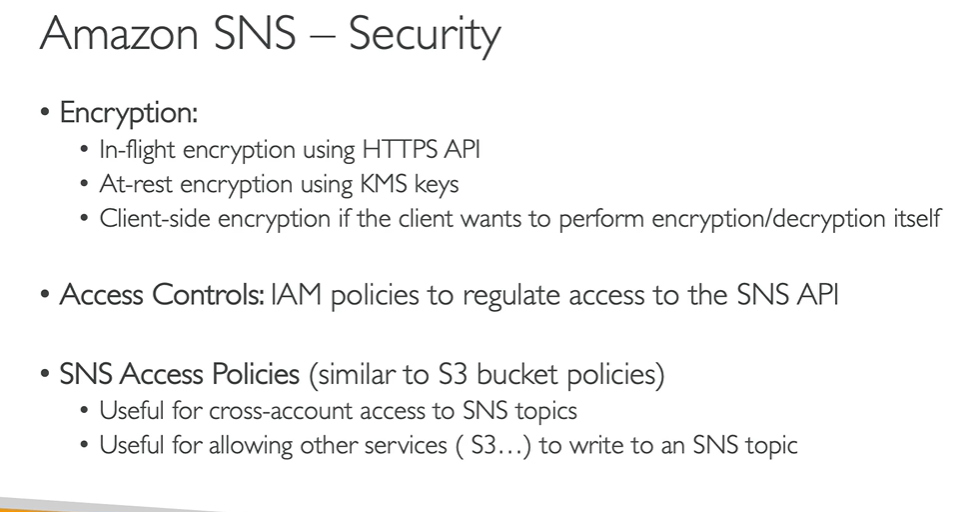 Amazon SNS – Security
• Encryption:
• In-flight encryption using HTTPS API
• At-rest encryption using KMS keys
• Client-side encryption if the client wants to perform encryption/decryption itself
• Access Controls: IAM policies to regulate access to the SNS API
• SNS Access Policies (similar to S3 bucket policies)
• Useful for cross-account access to SNS topics
• Useful for allowing other services ( S3…) to write to an SNS topic